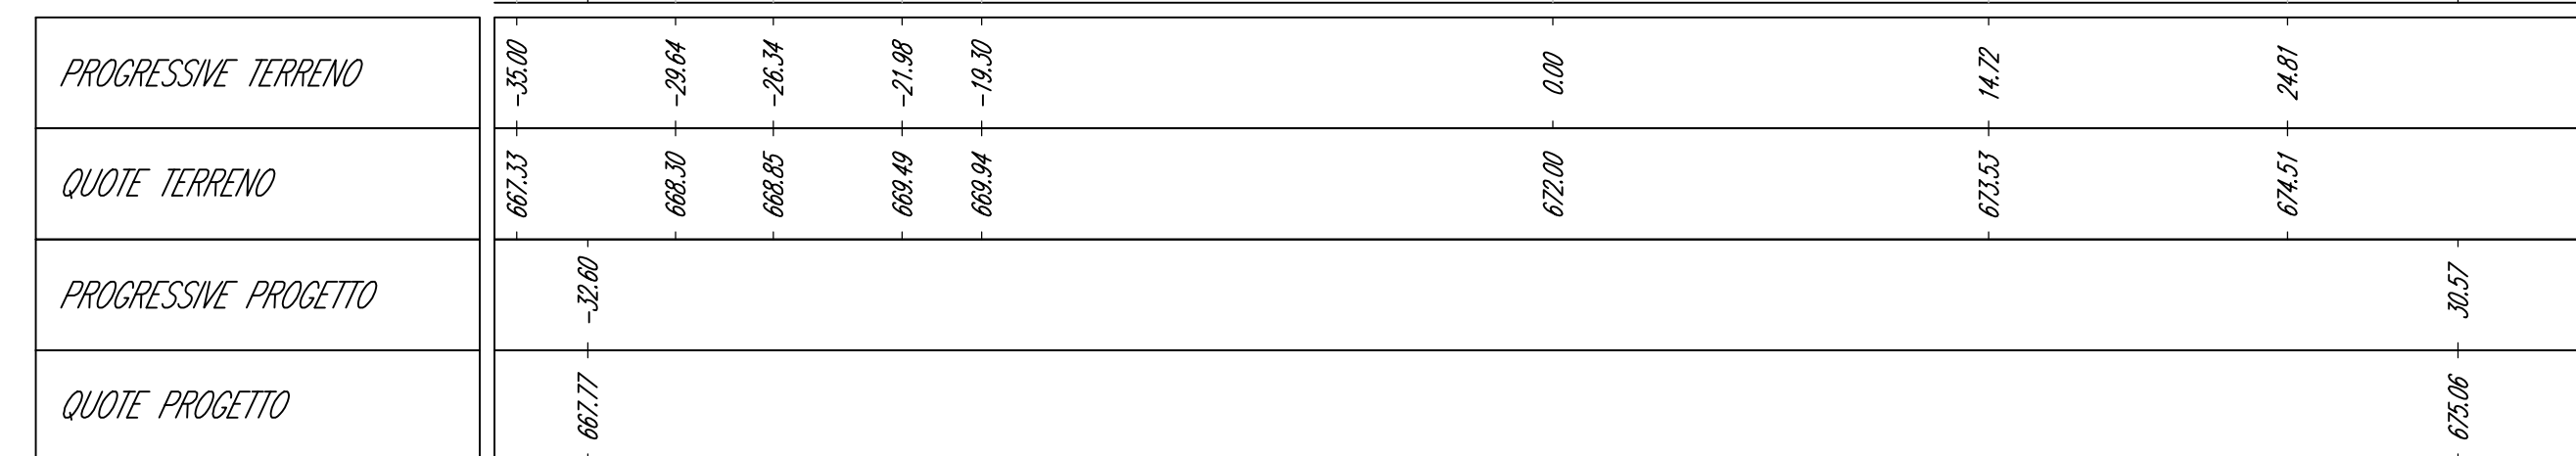 PROGRESSIVE TERRENO -35.00 -29.64 -26.34 -21.98 -19.30 0.00 14.72 24.81
QUOTE TERRENO 667.33 668.30 668.85 669.49 669.94 672.00 673.53 674.51
PROGRESSIVE PROGETTO -32.60 30.57
QUOTE PROGETTO 667.77 675.06